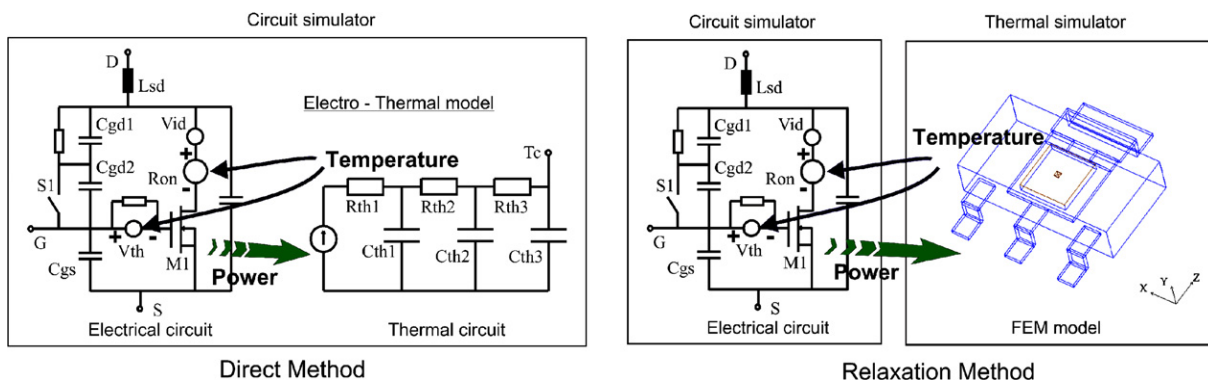 Circuit simulator
D
Lsd
Electro - Thermal model
Cgd1
Vid
+
Temperature
Tc
Cgd2
Ron
-
S1
Rth1
Rth2
Rth3
G
+
-
Vth
M1
Cth1
Cth2
Cth3
Cgs
Power
S
Electrical circuit
Thermal circuit
Direct Method
Circuit simulator
Thermal simulator
D
Lsd
Cgd1
Vid
+
Temperature
Cgd2
Ron
-
S1
G
+
-
Vth
M1
Cgs
Power
S
X
Y
Z
Electrical circuit
FEM model
Relaxation Method